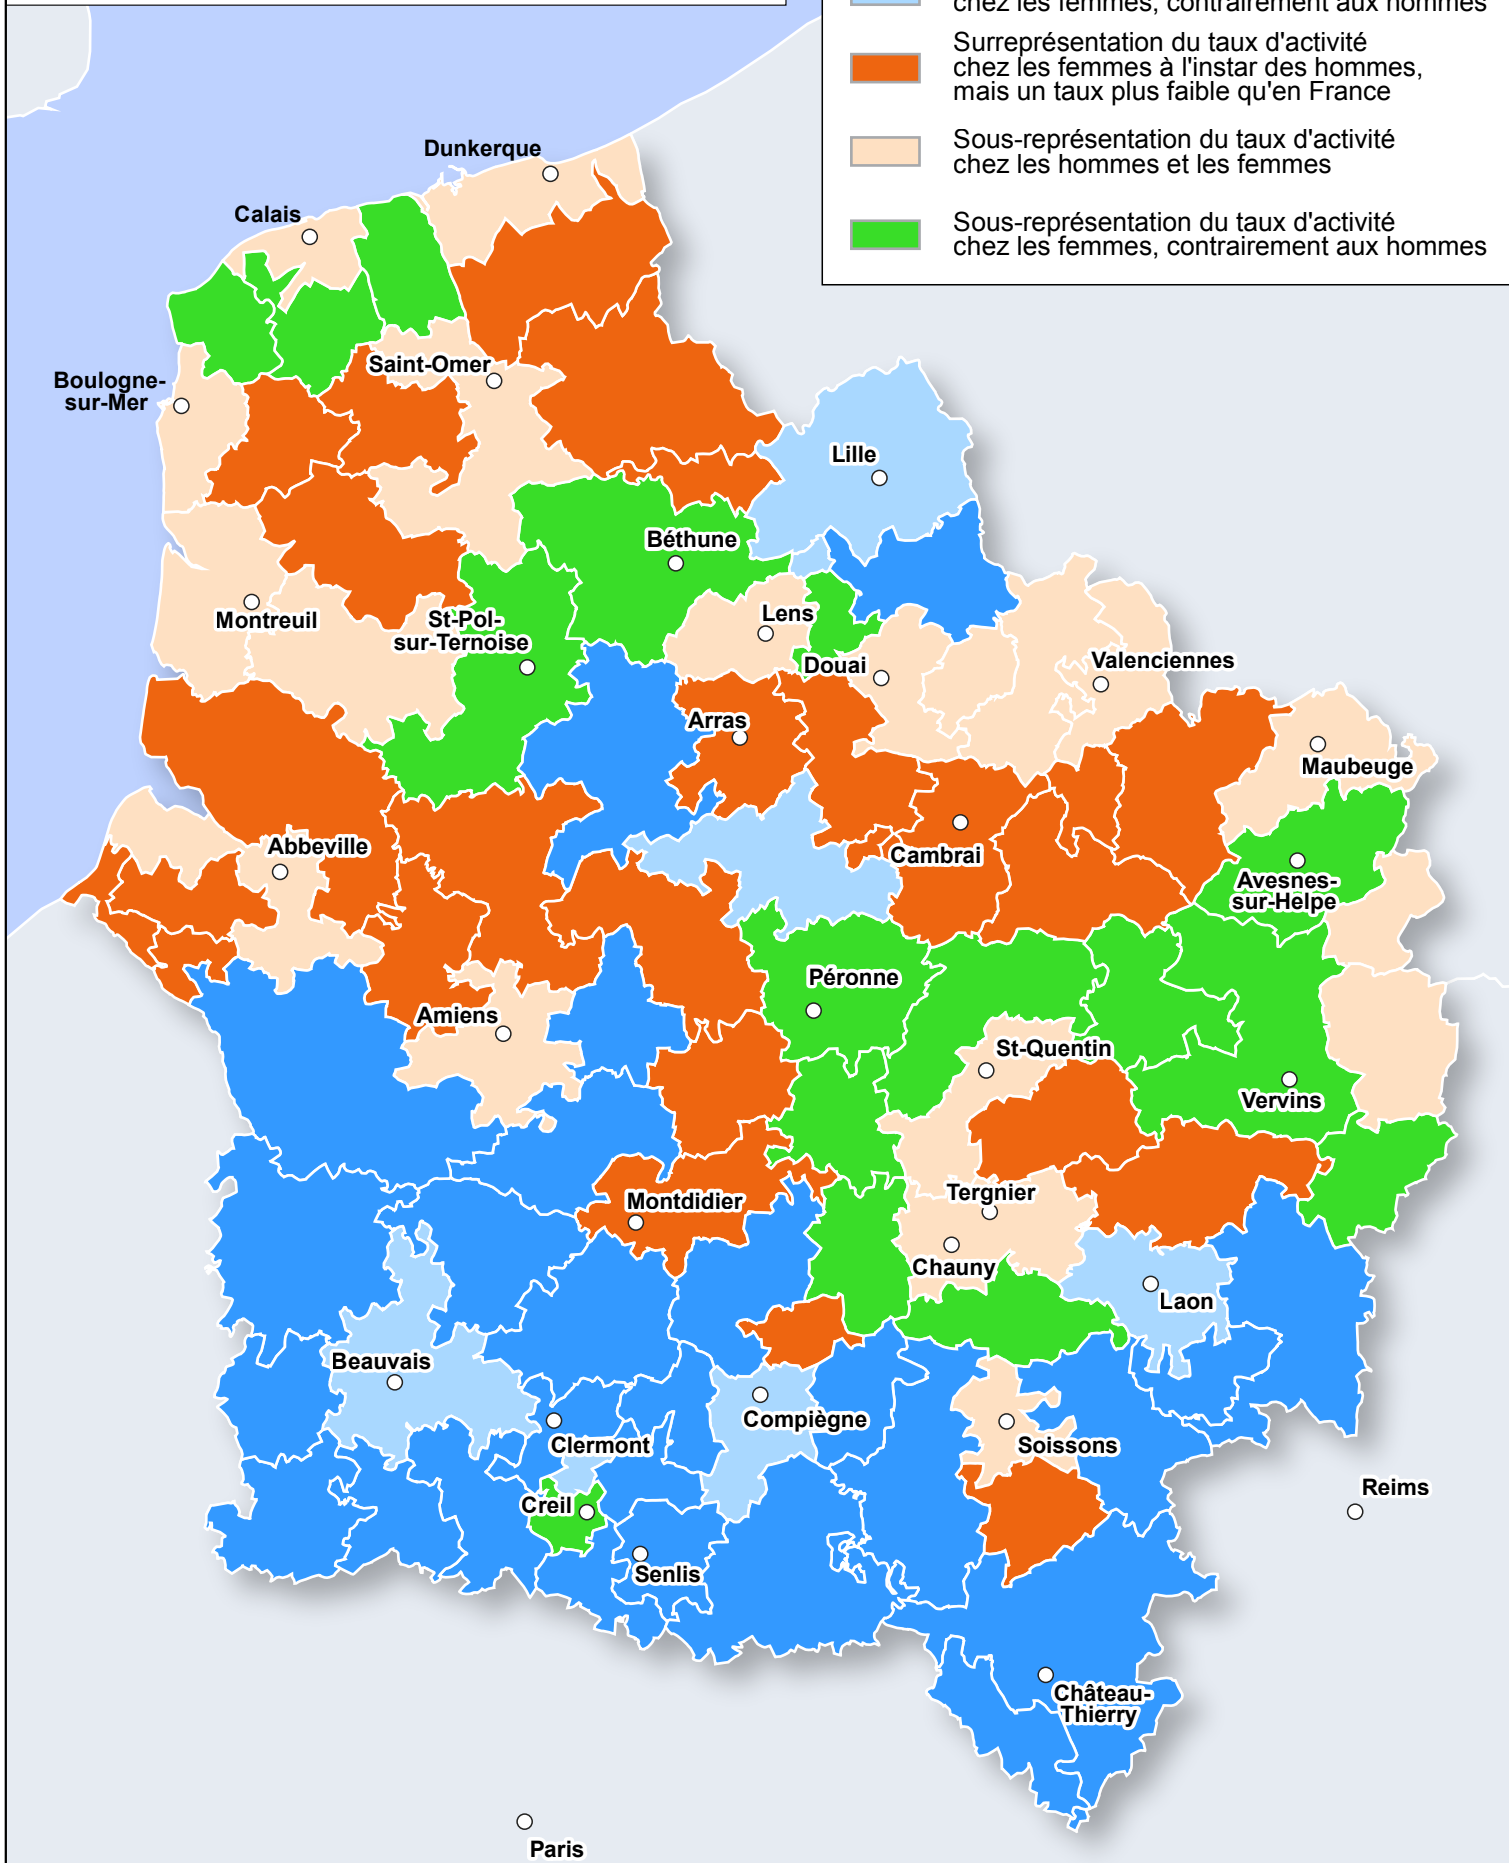 chez les femmes, contrairement aux hommes
Surreprésentation du taux d'activité
chez les femmes à l'instar des hommes,
mais un taux plus faible qu'en France
Sous-représentation du taux d'activité
chez les hommes et les femmes
Sous-représentation du taux d'activité
chez les femmes, contrairement aux hommes
Dunkerque
Calais
Saint-Omer
Boulogne-
sur-Mer
Lille
Béthune
Montreuil
St-Pol-
sur-Ternoise
Lens
Douai
Valenciennes
Arras
Maubeuge
Abbeville
Cambrai
Avesnes-
sur-Helpe
Péronne
Amiens
St-Quentin
Vervins
Montdidier
Tergnier
Chauny
Laon
Beauvais
Compiègne
Clermont
Soissons
Creil
Reims
Senlis
Château-
Thierry
Paris